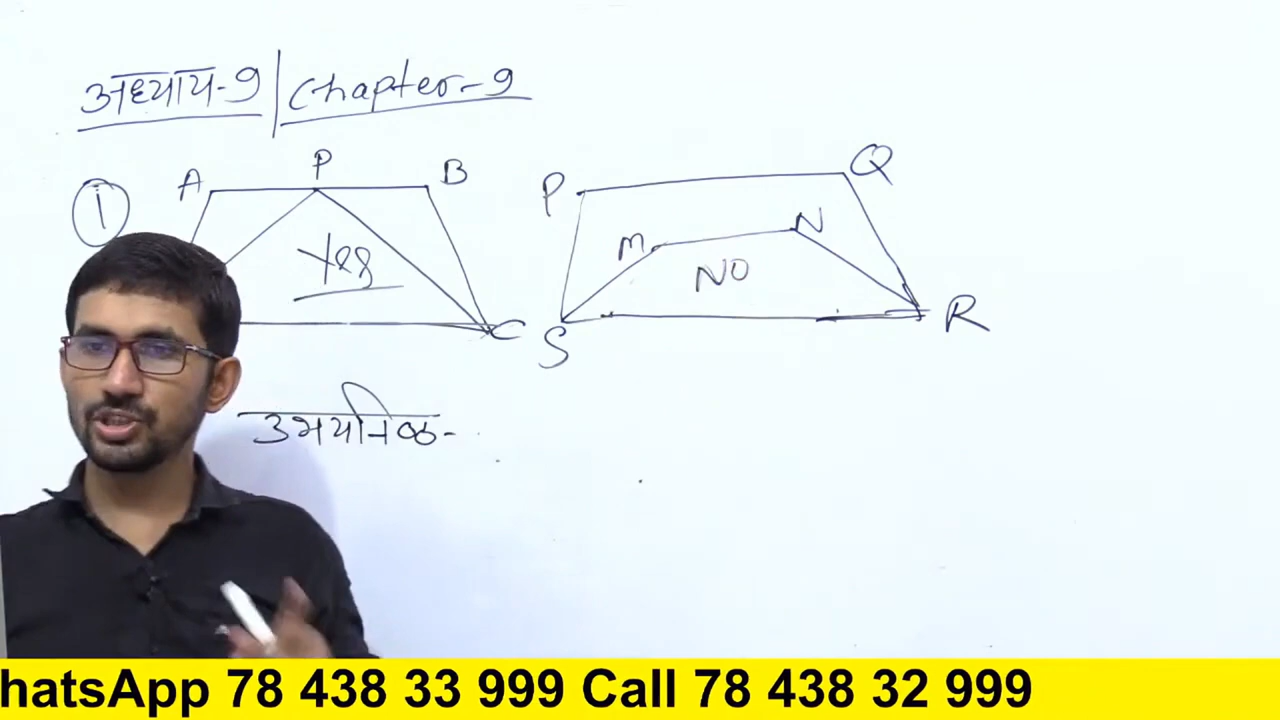 अध्याय-9 | Chapter-9
①
A P B
Yes
C
P Q
M N
NO
S R
उभयनिष्ठ-
hatsApp 78 438 33 999 Call 78 438 32 999